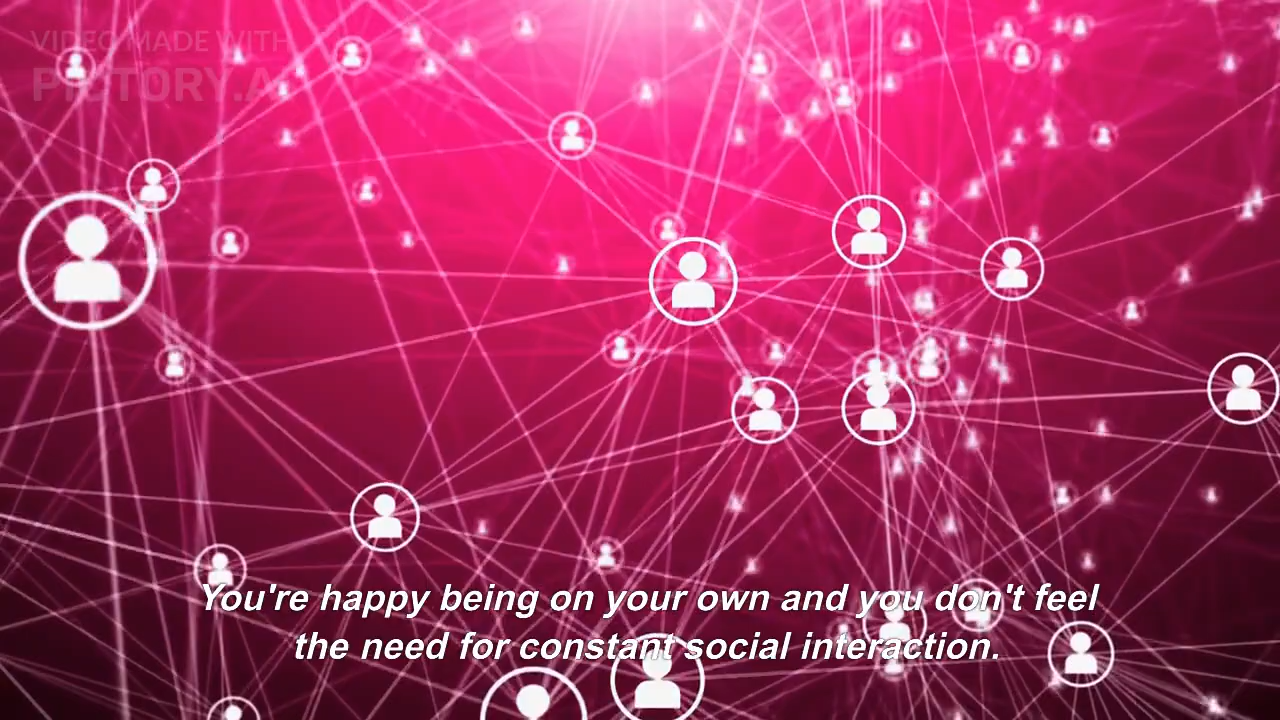 VIDEO MADE WITH
PICTORY.AI
You're happy being on your own and you don't feel
the need for constant social interaction.